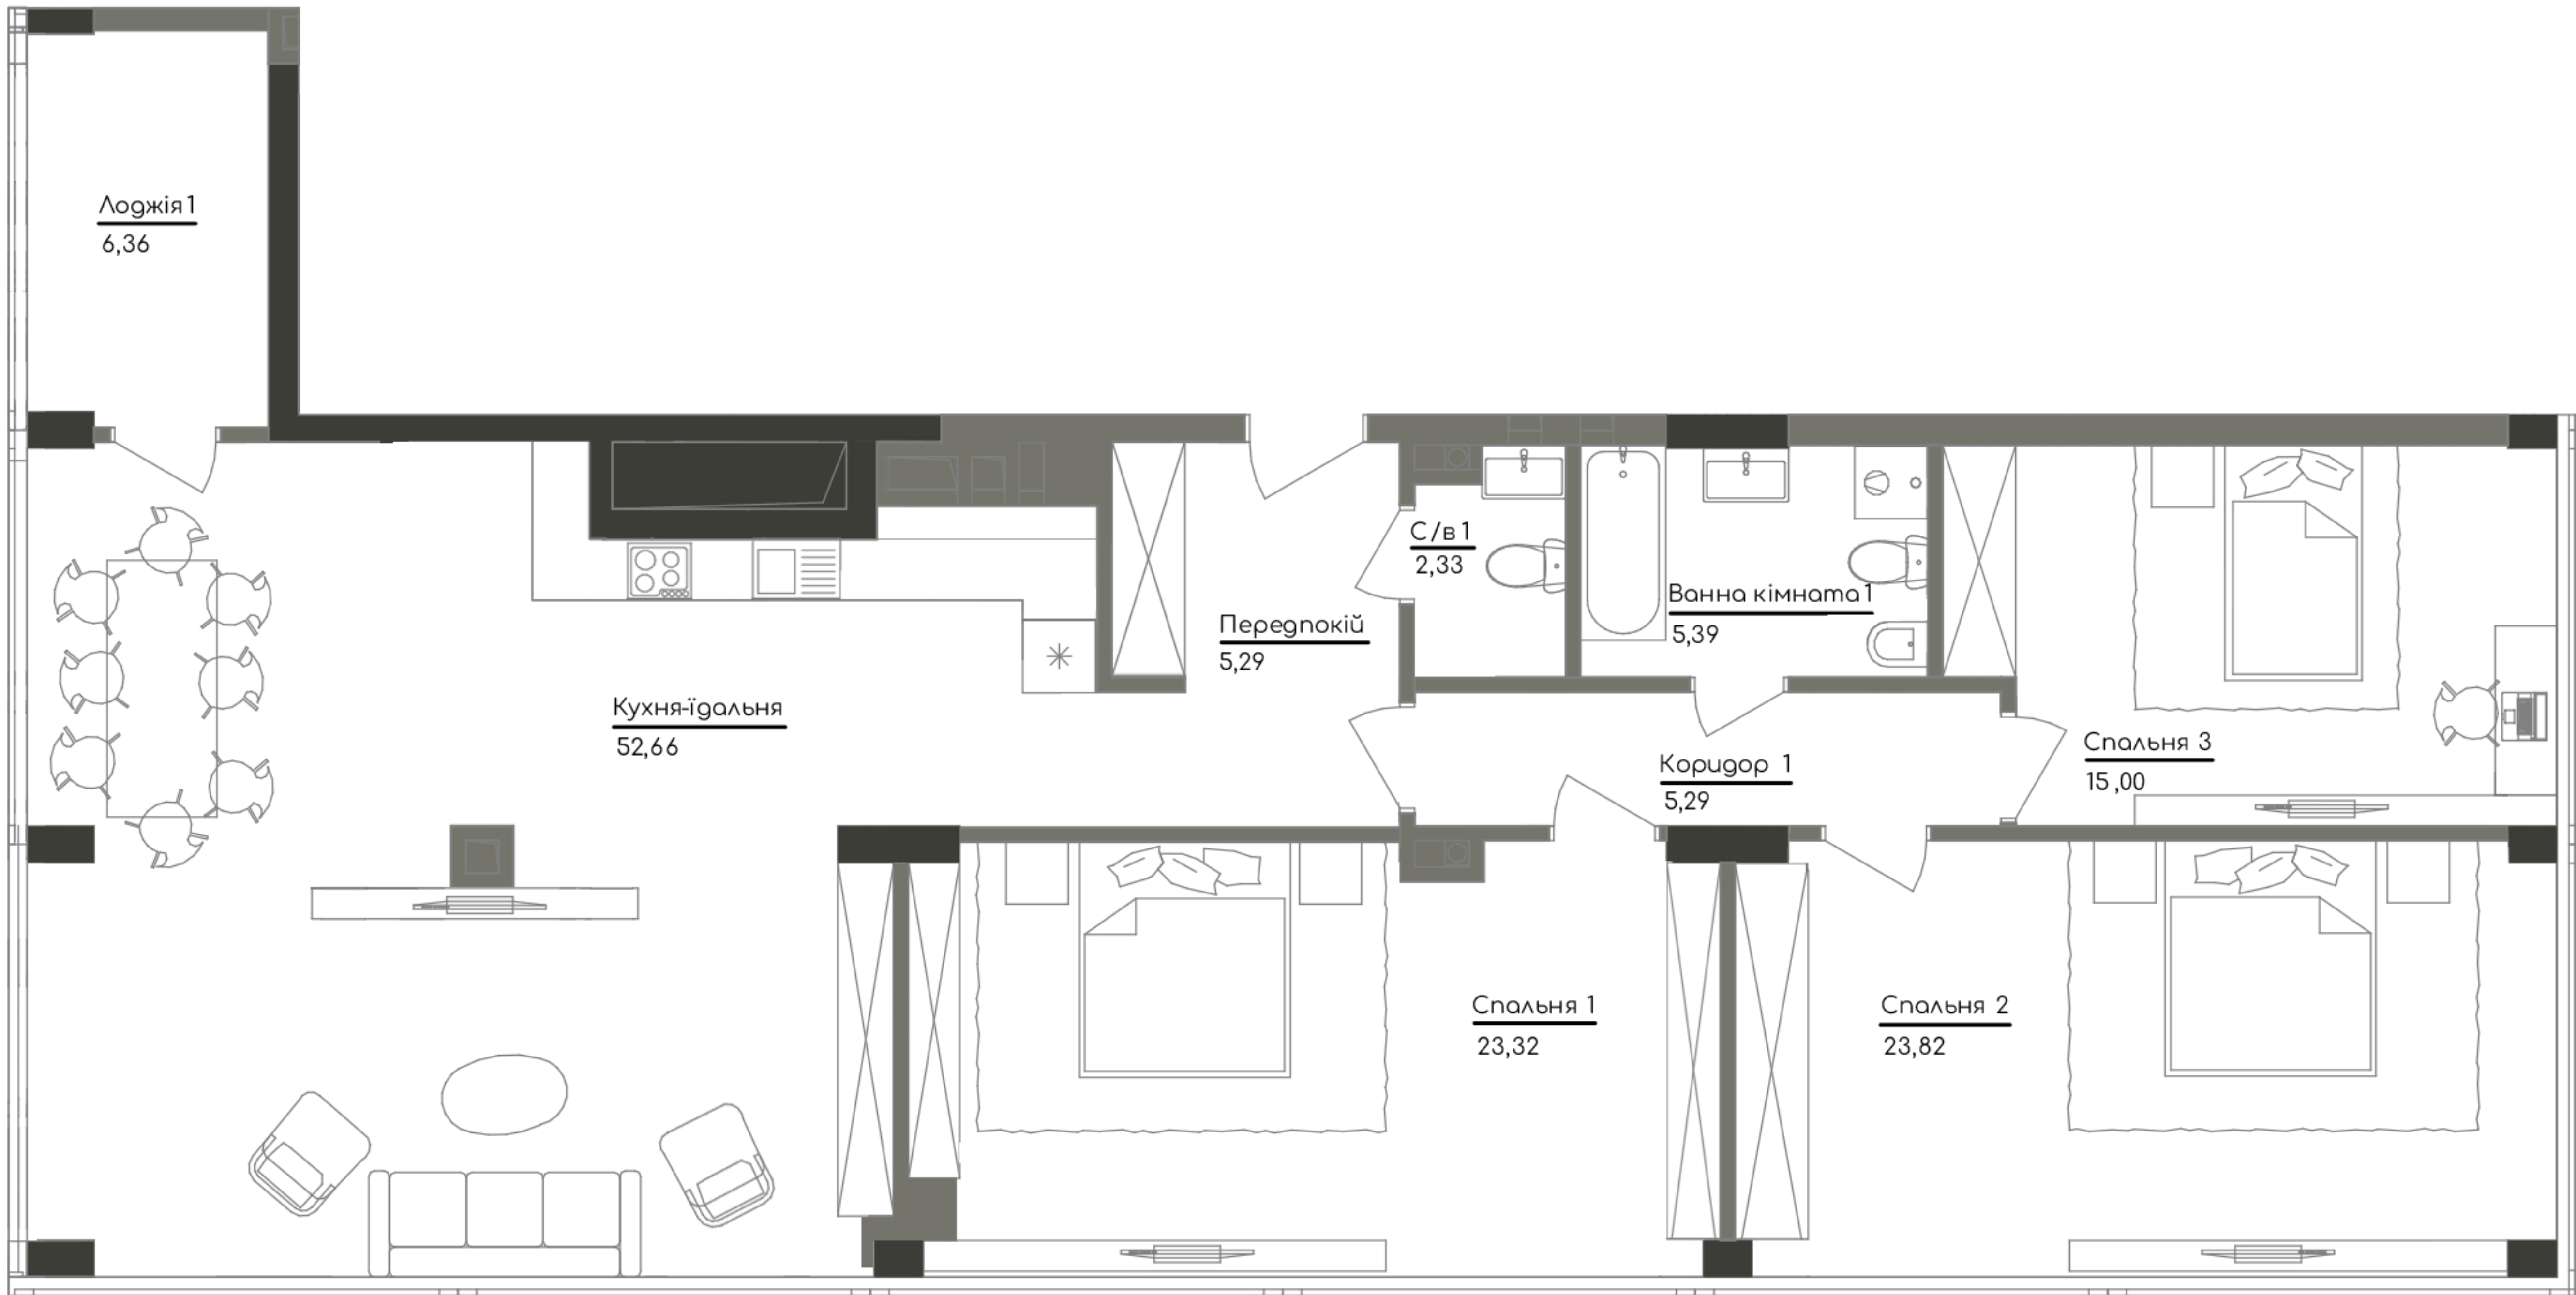 Лоджія 1
6,36
С/в 1
2,33
Ванна кімната 1
5,39
Передпокій
5,29
Кухня-їдальня
52,66
Коридор 1
5,29
Спальня 3
15,00
Спальня 1
23,32
Спальня 2
23,82